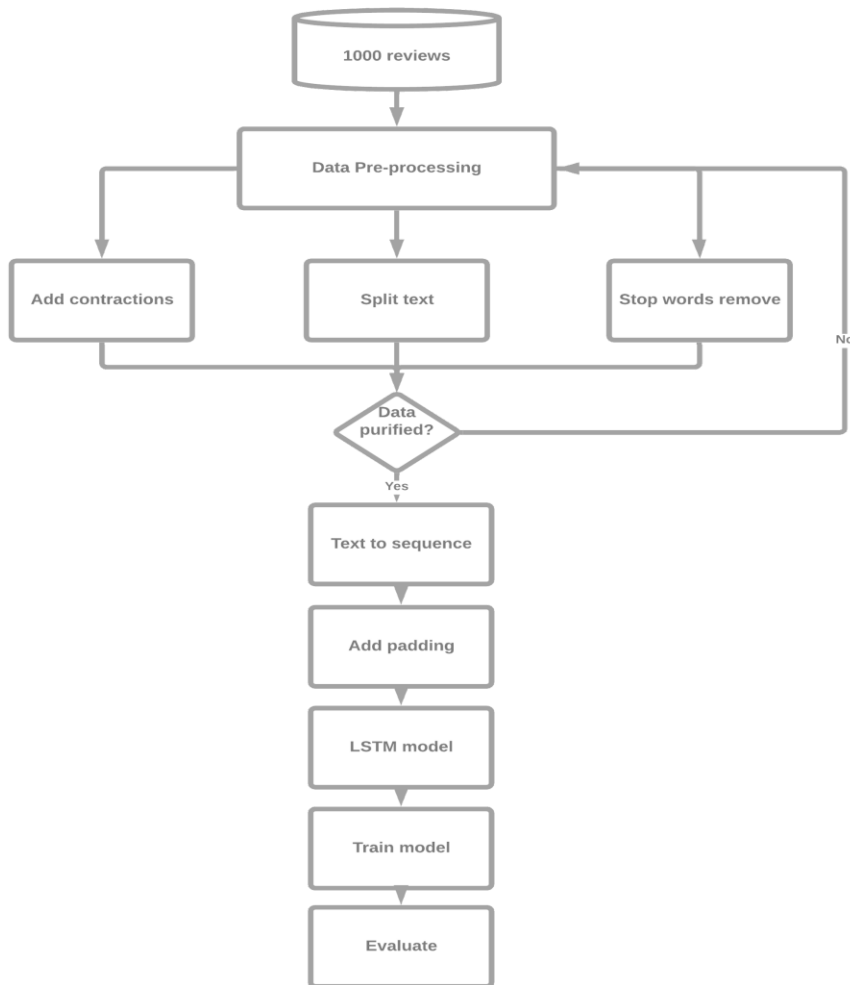 1000 reviews
Data Pre-processing
Add contractions
Split text
Stop words remove
No
Data
purified?
Yes
Text to sequence
Add padding
LSTM model
Train model
Evaluate